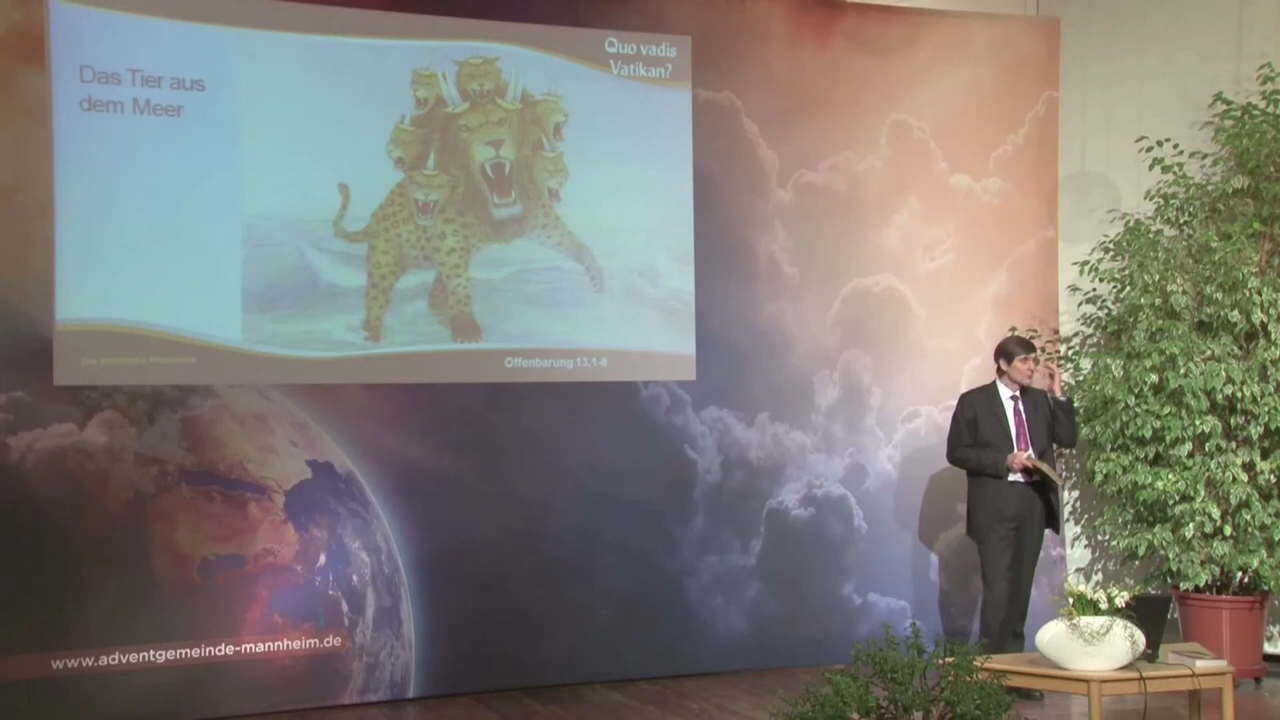 Quo vadis
Vatikan?
Das Tier aus
dem Meer
Offenbarung 13,1-8
www.adventgemeinde-mannheim.de